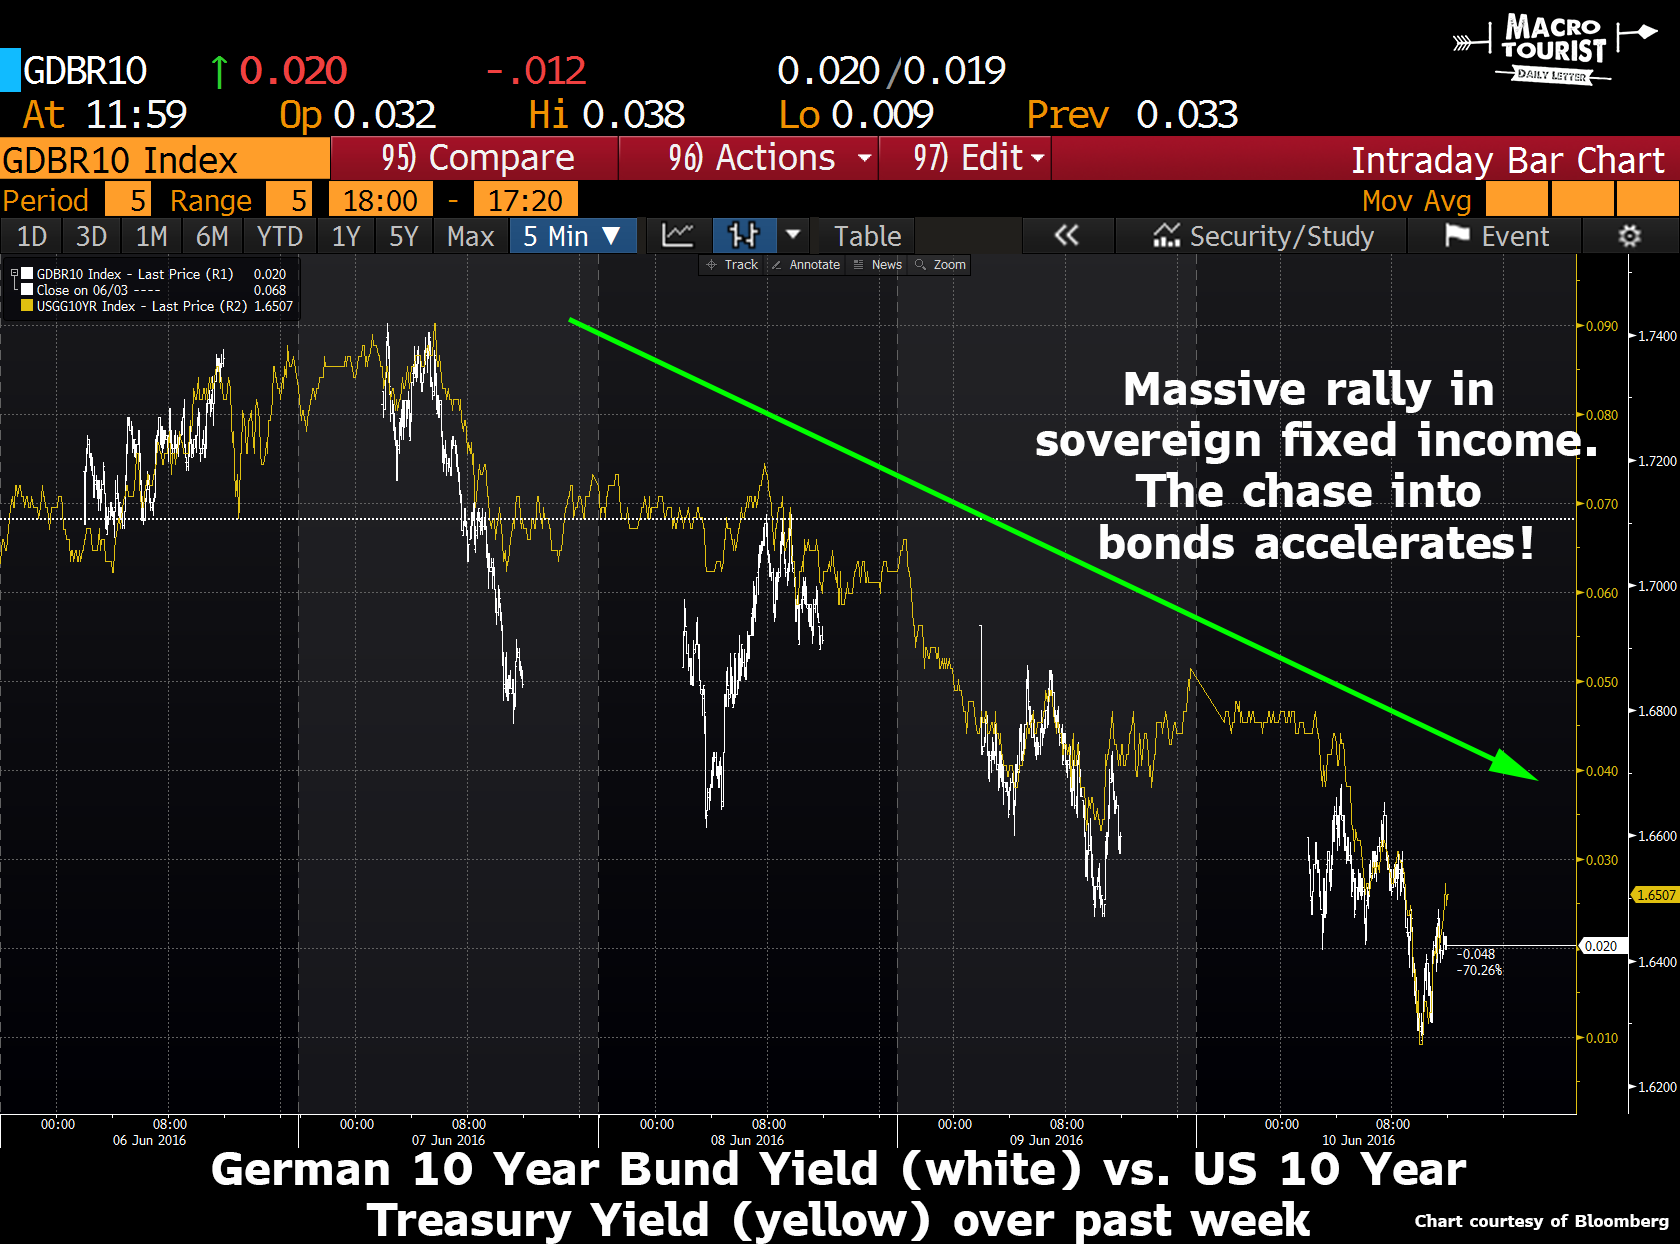 MACRO
TOURIST
DAILY LETTER
GDBR10 ↑0.020 -.012 0.020/0.019
At 11:59 Op 0.032 Hi 0.038 Lo 0.009 Prev 0.033
GDBR10 Index 95) Compare 96) Actions 97) Edit Intraday Bar Chart
Period 5 Range 5 18:00 - 17:20 Mov Avg
1D 3D 1M 6M YTD 1Y 5Y Max 5 Min ▼ Table « Security/Study Event
Track Annotate News Zoom
GDBR10 Index - Last Price (R1) 0.020
Close on 06/03 ---- 0.068
USGG10YR Index - Last Price (R2) 1.6507
Massive rally in
sovereign fixed income.
The chase into
bonds accelerates!
0.090
1.7400
0.080
1.7200
0.070
1.7000
0.060
0.050
1.6800
0.040
1.6600
0.030
1.6507
0.020
-0.048
1.6400
-70.26%
0.010
1.6200
00:00 08:00 00:00 08:00 00:00 08:00 00:00 08:00 00:00 08:00
06 Jun 2016 07 Jun 2016 08 Jun 2016 09 Jun 2016 10 Jun 2016
German 10 Year Bund Yield (white) vs. US 10 Year
Treasury Yield (yellow) over past week
Chart courtesy of Bloomberg